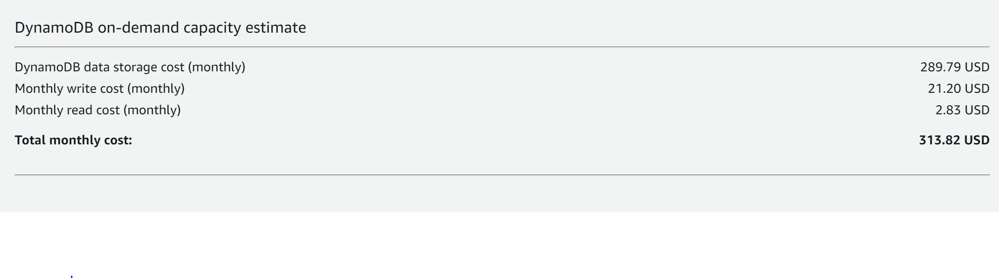 DynamoDB on-demand capacity estimate
DynamoDB data storage cost (monthly) 289.79 USD
Monthly write cost (monthly) 21.20 USD
Monthly read cost (monthly) 2.83 USD
Total monthly cost: 313.82 USD